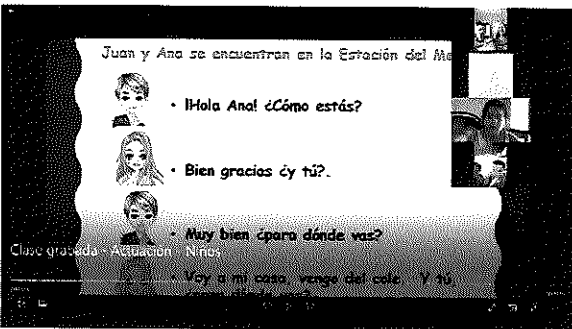 Juan y Ana se encuentran en la Estación del Me
• ¡Hola Ana! ¿Cómo estás?
• Bien gracias ¿y tú?.
• Muy bien ¿para dónde vas?
Clase grabada - Actuación - Niños
• Voy a mi casa, vengo del cole. Y tú